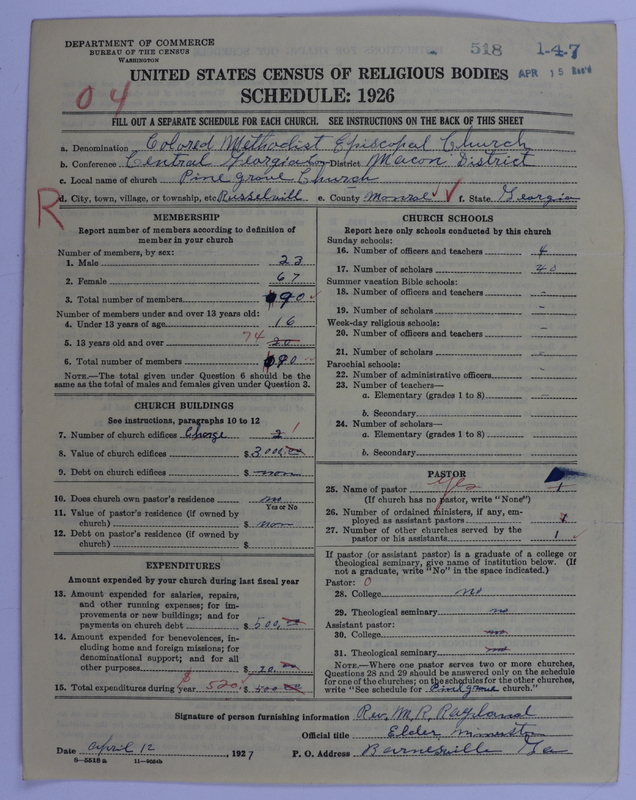 DEPARTMENT OF COMMERCE
BUREAU OF THE CENSUS
WASHINGTON
518 1-4-7
APR 15 Rec'd
UNITED STATES CENSUS OF RELIGIOUS BODIES
SCHEDULE: 1926
04
FILL OUT A SEPARATE SCHEDULE FOR EACH CHURCH. SEE INSTRUCTIONS ON THE BACK OF THIS SHEET
a. Denomination Colored Methodist Episcopal Church
b. Conference Central Georgia or District Macon District
c. Local name of church Pine grove Church
R
d. City, town, village, or township, etc. Russelvill e. County Monroe f. State Georgia
MEMBERSHIP
Report number of members according to definition of
member in your church
Number of members, by sex:
1. Male 23
2. Female 67
3. Total number of members 90
Number of members under and over 13 years old:
4. Under 13 years of age 16
5. 13 years old and over 74 20
6. Total number of members 90
NOTE.—The total given under Question 6 should be the
same as the total of males and females given under Question 3.
CHURCH BUILDINGS
See instructions, paragraphs 10 to 12
7. Number of church edifices 2 1
8. Value of church edifices $ 3000.00
9. Debt on church edifices $ non
10. Does church own pastor's residence no
Yes or No
11. Value of pastor's residence (if owned by
church) $ non
12. Debt on pastor's residence (if owned by
church) $
EXPENDITURES
Amount expended by your church during last fiscal year
13. Amount expended for salaries, repairs,
and other running expenses; for im-
provements or new buildings; and for
payments on church debt $ 500.00
14. Amount expended for benevolences, in-
cluding home and foreign missions; for
denominational support; and for all
other purposes $ 20.00
15. Total expenditures during year $ 520 $ 500.00
CHURCH SCHOOLS
Report here only schools conducted by this church
Sunday schools:
16. Number of officers and teachers 4
17. Number of scholars 40
Summer vacation Bible schools:
18. Number of officers and teachers -
19. Number of scholars -
Week-day religious schools:
20. Number of officers and teachers -
21. Number of scholars -
Parochial schools:
22. Number of administrative officers -
23. Number of teachers—
a. Elementary (grades 1 to 8) -
b. Secondary
24. Number of scholars—
a. Elementary (grades 1 to 8)
b. Secondary
PASTOR
25. Name of pastor yes 1
(If church has no pastor, write "None")
26. Number of ordained ministers, if any, em-
ployed as assistant pastors
27. Number of other churches served by the
pastor or his assistants 1
If pastor (or assistant pastor) is a graduate of a college or
theological seminary, give name of institution below. (If
not a graduate, write "No" in the space indicated.)
Pastor: 0
28. College no
29. Theological seminary no
Assistant pastor:
30. College no
31. Theological seminary no
NOTE.—Where one pastor serves two or more churches,
Questions 28 and 29 should be answered only on the schedule
for one of the churches; on the schedules for the other churches,
write "See schedule for Pine grove church."
Signature of person furnishing information Rev. M. R. Ragland
Official title Elder
Date april 12, 1927 P. O. Address Barnesville Ga
8-5518 a